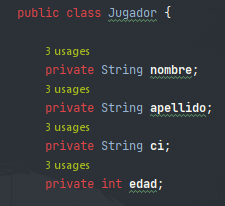 public class Jugador {
3 usages
private String nombre;
3 usages
private String apellido;
3 usages
private String ci;
3 usages
private int edad;